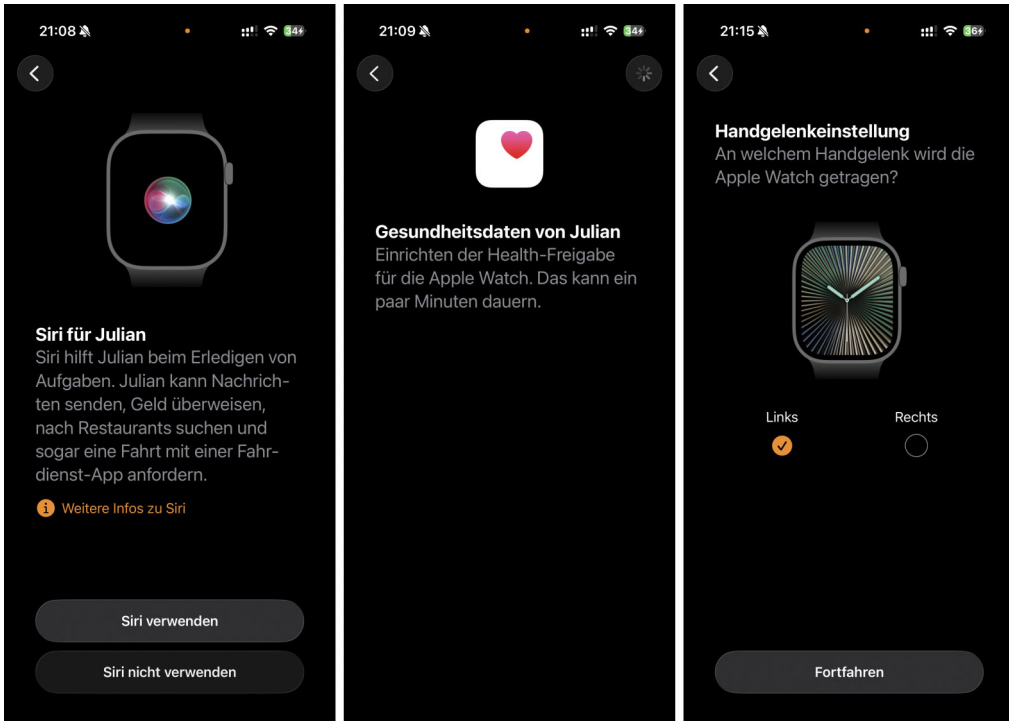 21:08
34
Siri für Julian
Siri hilft Julian beim Erledigen von
Aufgaben. Julian kann Nachrich-
ten senden, Geld überweisen,
nach Restaurants suchen und
sogar eine Fahrt mit einer Fahr-
dienst-App anfordern.
Weitere Infos zu Siri
Siri verwenden
Siri nicht verwenden
21:09
34
Gesundheitsdaten von Julian
Einrichten der Health-Freigabe
für die Apple Watch. Das kann ein
paar Minuten dauern.
21:15
36
Handgelenkeinstellung
An welchem Handgelenk wird die
Apple Watch getragen?
Links
Rechts
Fortfahren